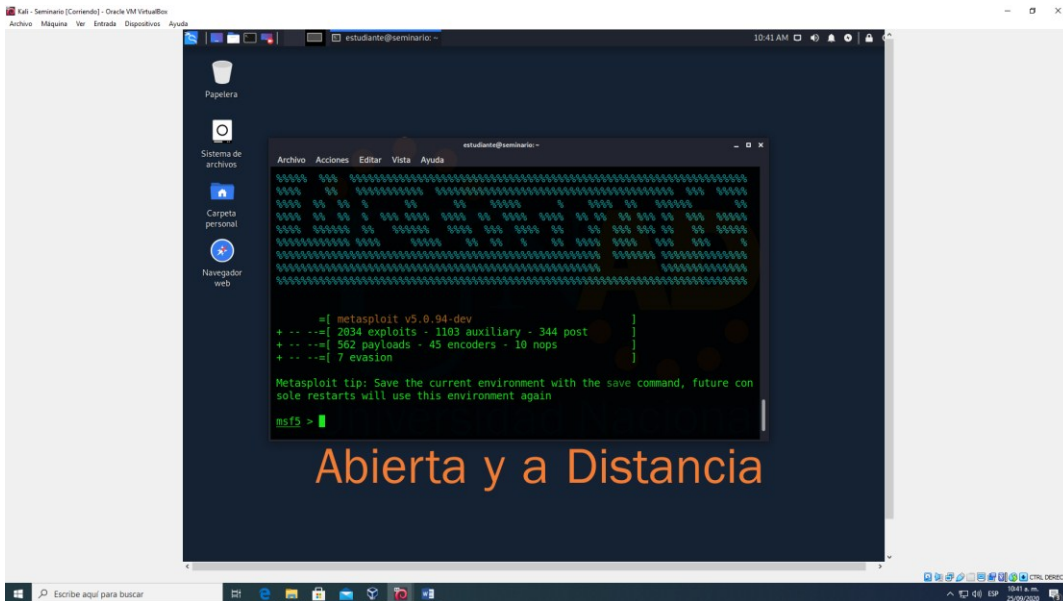 Kali - Seminario [Corriendo] - Oracle VM VirtualBox
Archivo Máquina Ver Entrada Dispositivos Ayuda
estudiante@seminario: ~
10:41 AM
Papelera
Sistema de
archivos
Carpeta
personal
Navegador
web
estudiante@seminario:~
Archivo Acciones Editar Vista Ayuda
=[ metasploit v5.0.94-dev ]
+ -- --=[ 2034 exploits - 1103 auxiliary - 344 post ]
+ -- --=[ 562 payloads - 45 encoders - 10 nops ]
+ -- --=[ 7 evasion ]
Metasploit tip: Save the current environment with the save command, future con
sole restarts will use this environment again
msf5 >
Universidad Nacional
Abierta y a Distancia
CTRL DEREC
Escribe aquí para buscar
ESP
10:41 a. m.
25/09/2020